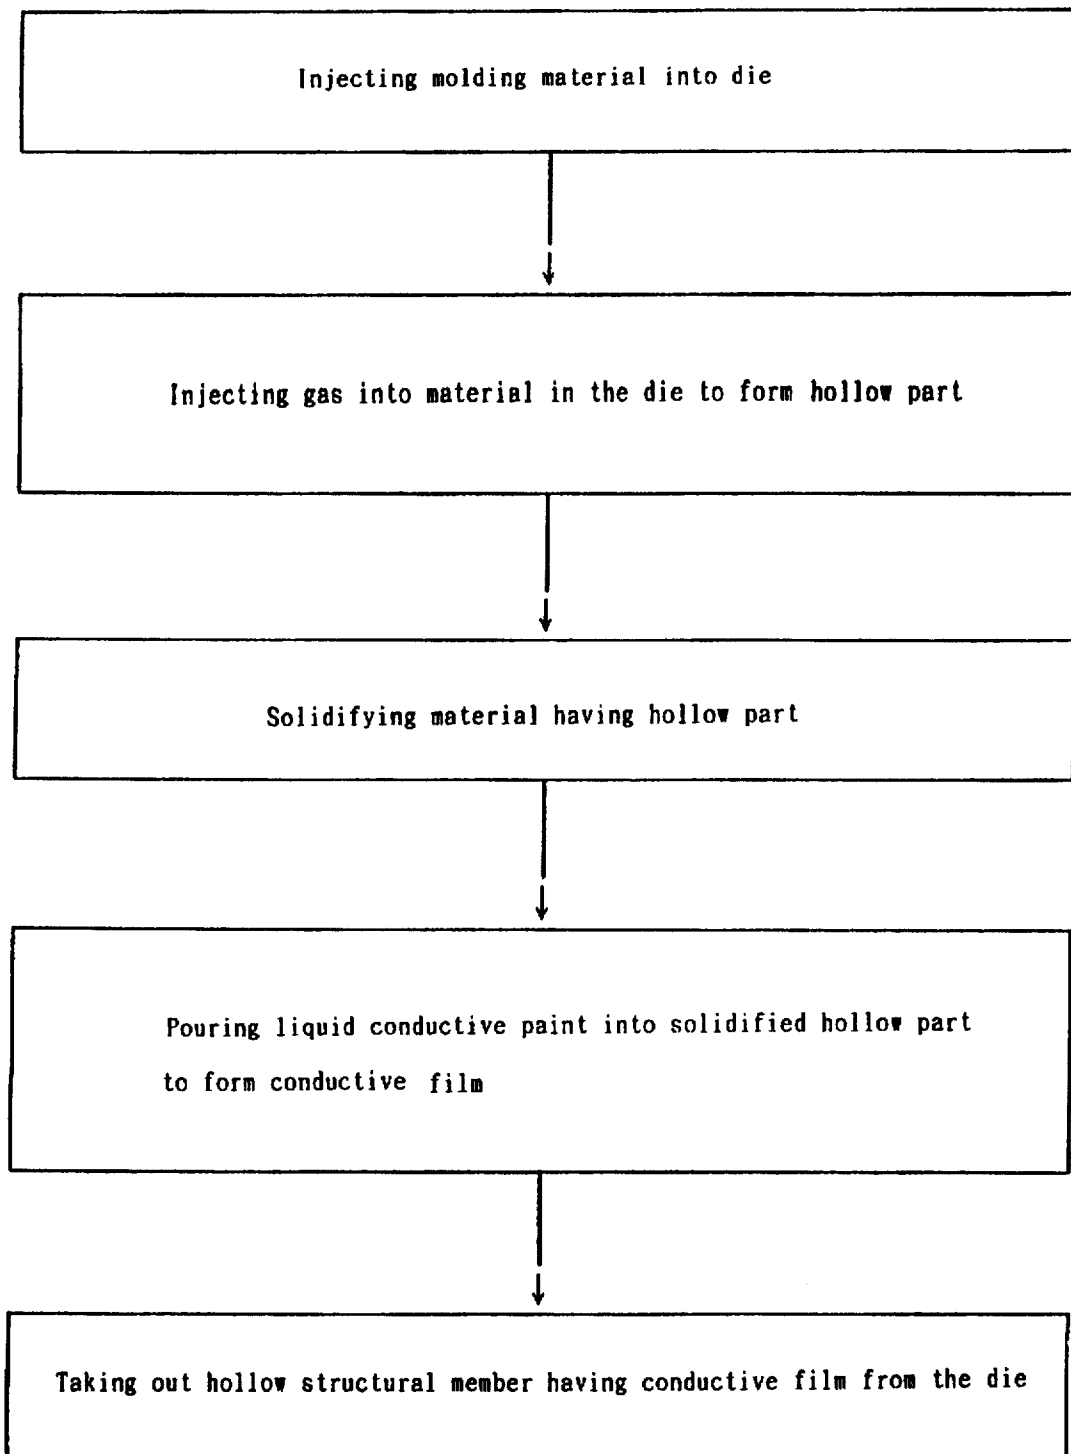 Injecting molding material into die
Injecting gas into material in the die to form hollow part
Solidifying material having hollow part
Pouring liquid conductive paint into solidified hollow part
to form conductive film
Taking out hollow structural member having conductive film from the die